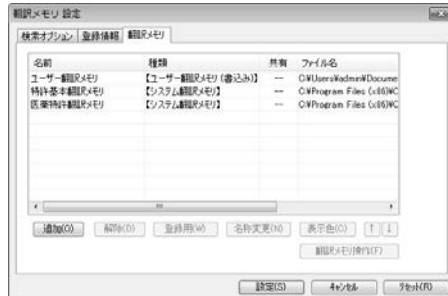 翻訳メモリ 設定
検索オプション 登録情報 翻訳メモリ
名前 種類 共有 ファイル名
ユーザー翻訳メモリ 【ユーザー翻訳メモリ(書込み)】 -- C:¥Users¥admin¥Docume
特許基本翻訳メモリ 【システム翻訳メモリ】 -- C:¥Program Files (x86)¥C
医薬特許翻訳メモリ 【システム翻訳メモリ】 -- C:¥Program Files (x86)¥C
追加(O) 解除(D) 登録用(W) 名称変更(N) 表示色(C) ↑ ↓
翻訳メモリ操作(F)
設定(S) キャンセル リセット(R)